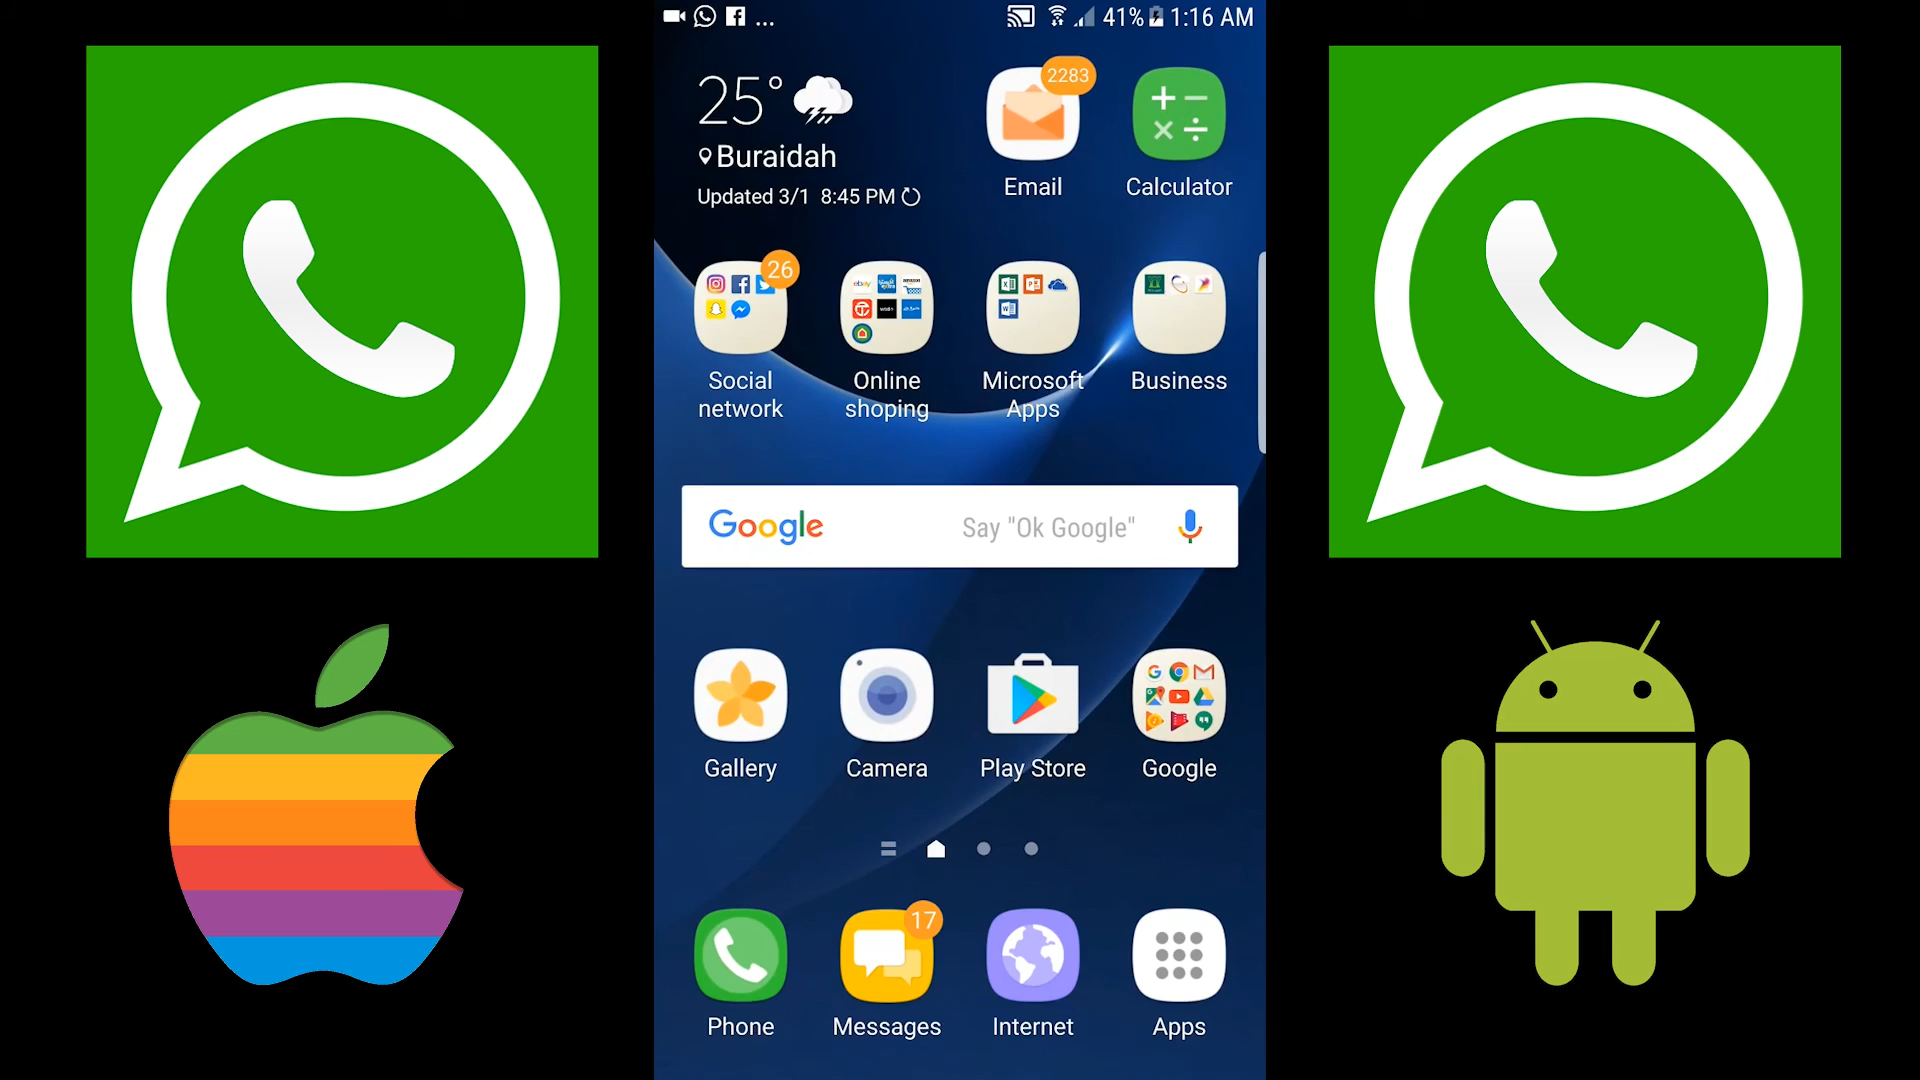 ... 41% 1:16 AM
25°
Buraidah
Updated 3/1 8:45 PM
2283
Email
Calculator
26
Social
network
ebay
Online
shoping
Microsoft
Apps
Business
Google Say "Ok Google"
Gallery
Camera
Play Store
Google
17
Phone
Messages
Internet
Apps